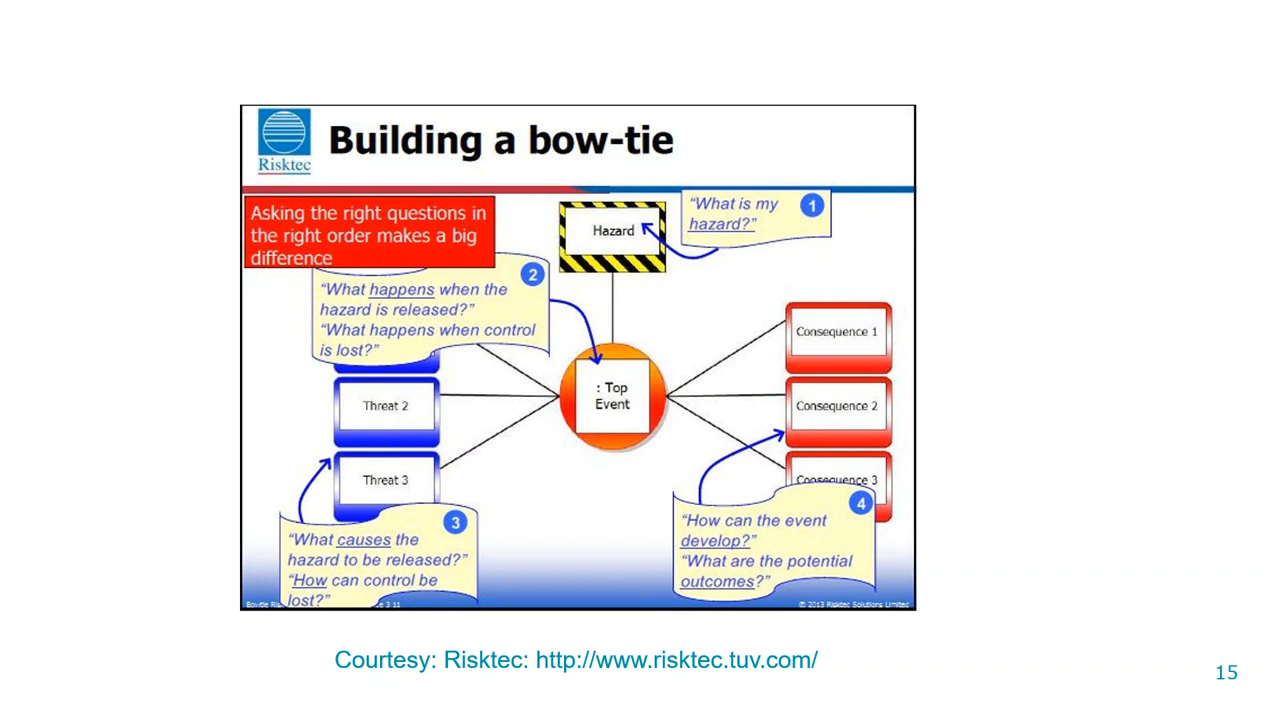 Risktec
Building a bow-tie
Asking the right questions in
the right order makes a big
difference
Hazard
“What is my
hazard?”
1
2
“What happens when the
hazard is released?”
“What happens when control
is lost?”
: Top
Event
Threat 2
Threat 3
3
“What causes the
hazard to be released?”
“How can control be
lost?”
Consequence 1
Consequence 2
Consequence 3
4
“How can the event
develop?”
“What are the potential
outcomes?”
Bowtie
3 11
© 2013 Risktec Solutions Limited
Courtesy: Risktec: http://www.risktec.tuv.com/
15